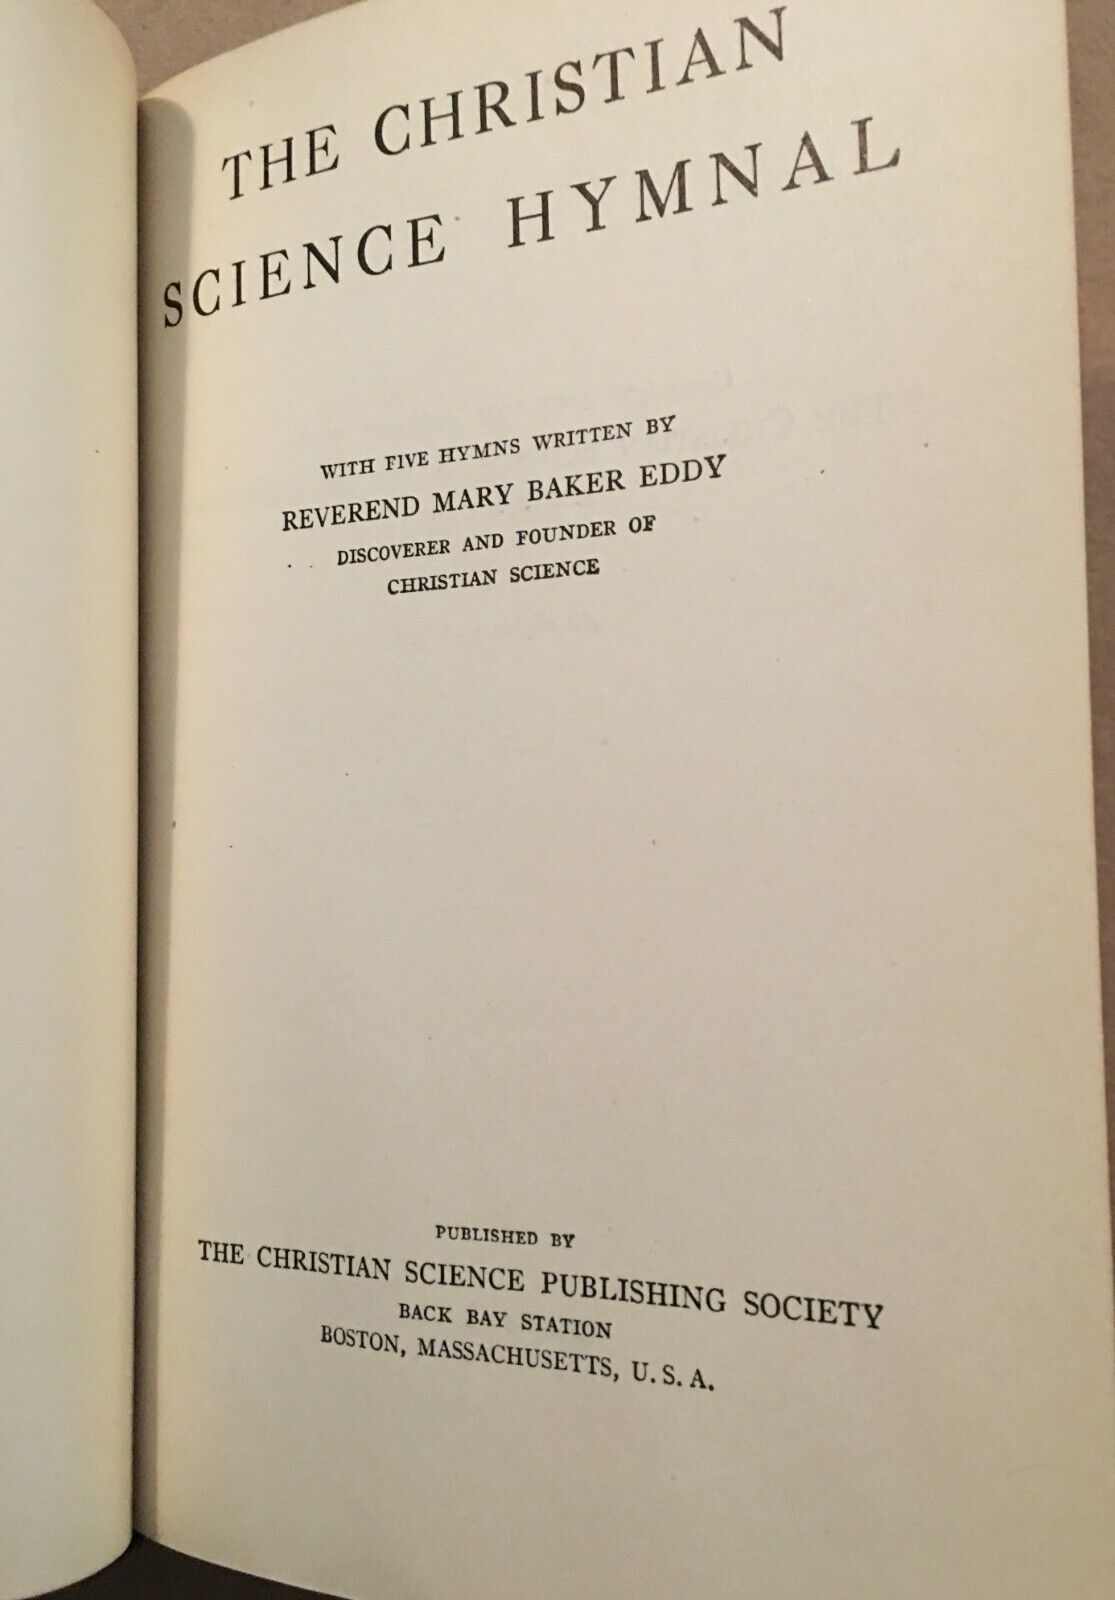 THE CHRISTIAN
SCIENCE HYMNAL
WITH FIVE HYMNS WRITTEN BY
REVEREND MARY BAKER EDDY
DISCOVERER AND FOUNDER OF
CHRISTIAN SCIENCE
PUBLISHED BY
THE CHRISTIAN SCIENCE PUBLISHING SOCIETY
BACK BAY STATION
BOSTON, MASSACHUSETTS, U. S. A.